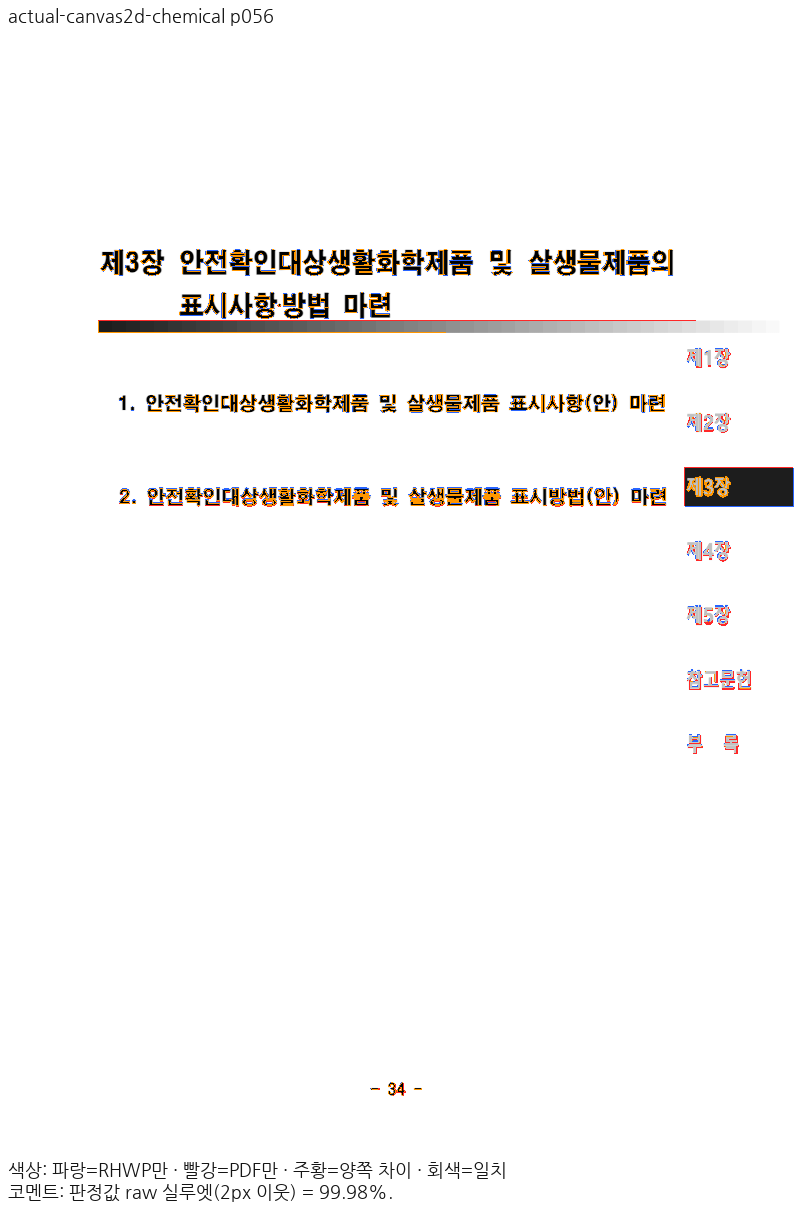 actual-canvas2d-chemical p056
제3장 안전확인대상생활화학제품 및 살생물제품의
표시사항·방법 마련
제1장
1. 안전확인대상생활화학제품 및 살생물제품 표시사항(안) 마련
제2장
제3장
2. 안전확인대상생활화학제품 및 살생물제품 표시방법(안) 마련
제4장
제5장
참고문헌
부 록
- 34 -
색상: 파랑=RHWP만 · 빨강=PDF만 · 주황=양쪽 차이 · 회색=일치
코멘트: 판정값 raw 실루엣(2px 이웃) = 99.98%.